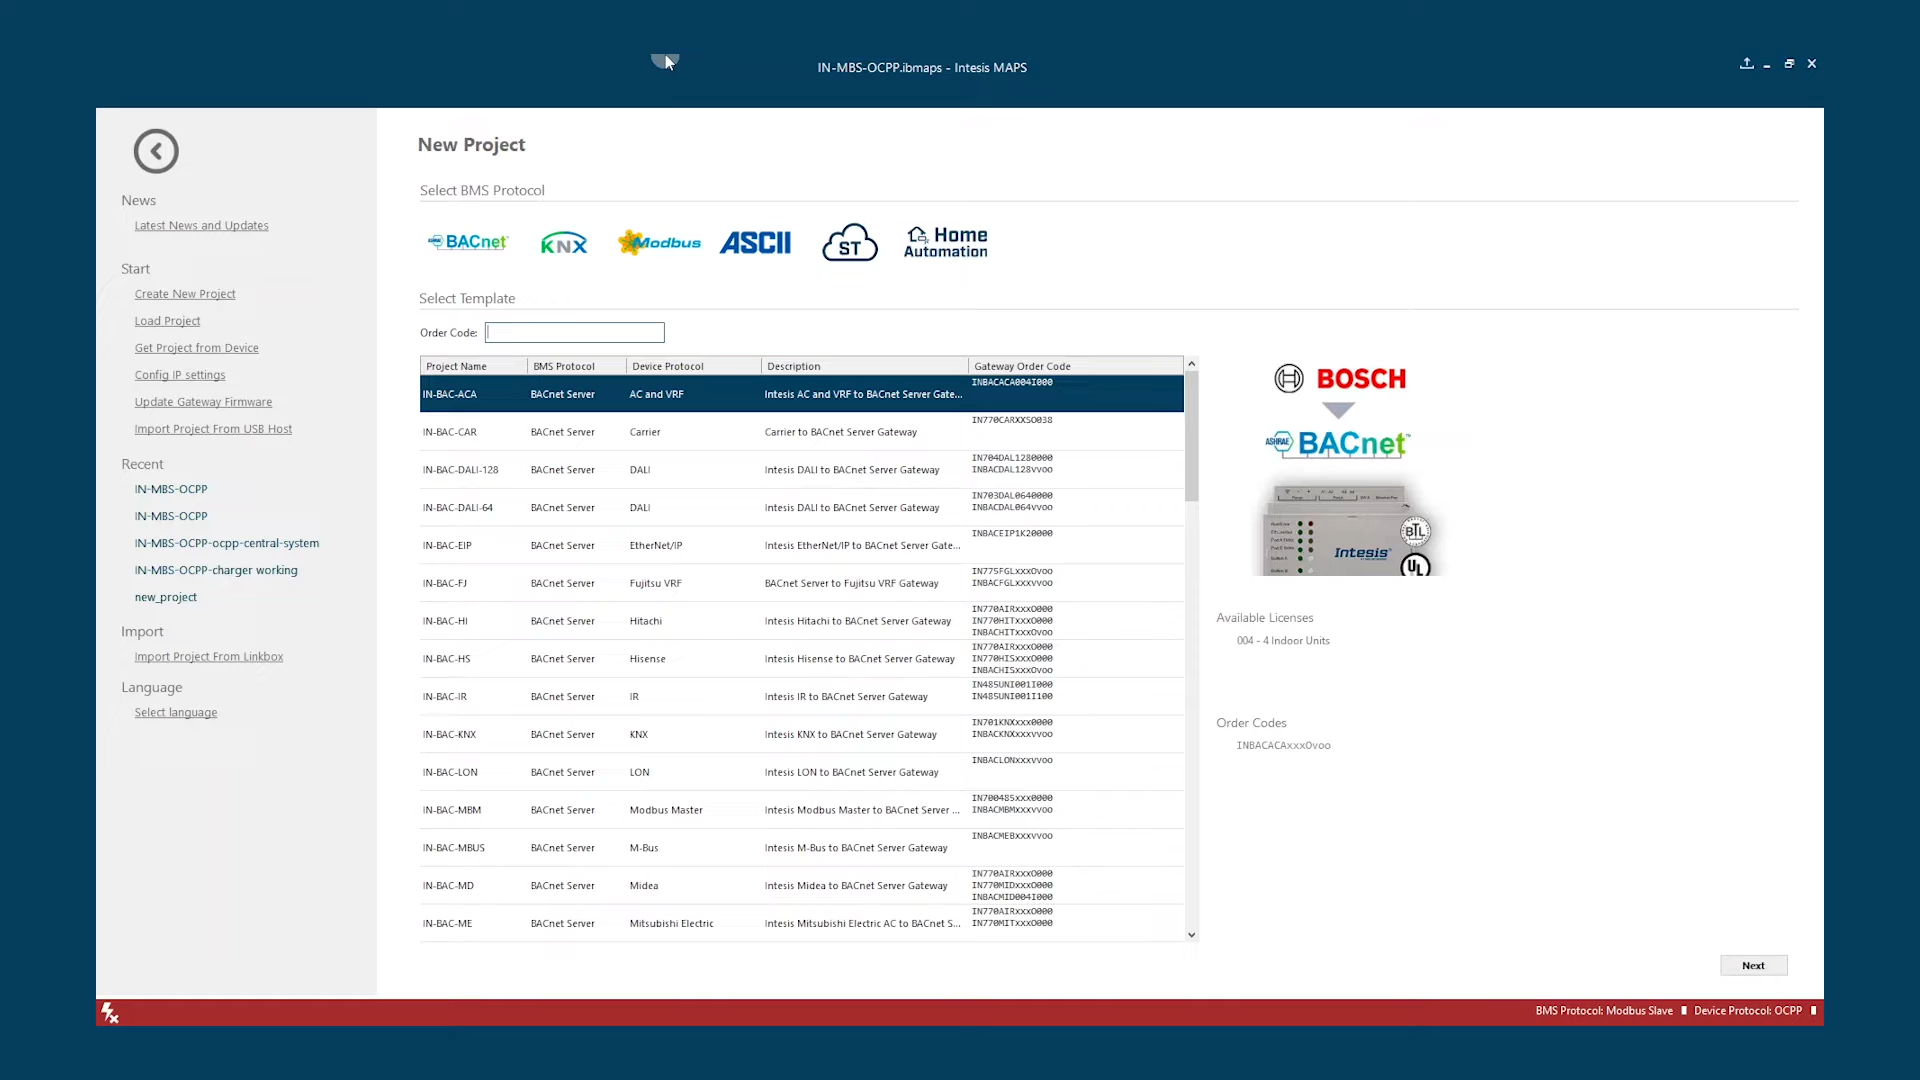 IN-MBS-OCPP.ibmaps - Intesis MAPS
News
Latest News and Updates
Start
Create New Project
Load Project
Get Project from Device
Config IP settings
Update Gateway Firmware
Import Project From USB Host
Recent
IN-MBS-OCPP
IN-MBS-OCPP
IN-MBS-OCPP-ocpp-central-system
IN-MBS-OCPP-charger working
new_project
Import
Import Project From Linkbox
Language
Select language
New Project
Select BMS Protocol
ASHRAE BACnet KNX Modbus ASCII ST Home Automation
Select Template
Order Code:
Project Name BMS Protocol Device Protocol Description Gateway Order Code
IN-BAC-ACA BACnet Server AC and VRF Intesis AC and VRF to BACnet Server Gate... INBACACA004I000
IN-BAC-CAR BACnet Server Carrier Carrier to BACnet Server Gateway IN770CARXXSO038
IN-BAC-DALI-128 BACnet Server DALI Intesis DALI to BACnet Server Gateway IN704DAL1280000
INBACDAL128vvoo
IN-BAC-DALI-64 BACnet Server DALI Intesis DALI to BACnet Server Gateway IN703DAL0640000
INBACDAL064vvoo
IN-BAC-EIP BACnet Server EtherNet/IP Intesis EtherNet/IP to BACnet Server Gate... INBACEIP1K20000
IN-BAC-FJ BACnet Server Fujitsu VRF BACnet Server to Fujitsu VRF Gateway IN775FGLxxxOvoo
INBACFGLxxxvvoo
IN-BAC-HI BACnet Server Hitachi Intesis Hitachi to BACnet Server Gateway IN770AIRxxxO000
IN770HITxxxO000
INBACHITxxxOvoo
IN-BAC-HS BACnet Server Hisense Intesis Hisense to BACnet Server Gateway IN770AIRxxxO000
IN770HISxxxO000
INBACHISxxxOvoo
IN-BAC-IR BACnet Server IR Intesis IR to BACnet Server Gateway IN485UNI001I000
IN485UNI001I100
IN-BAC-KNX BACnet Server KNX Intesis KNX to BACnet Server Gateway IN701KNXxxx0000
INBACKNXxxxvvoo
IN-BAC-LON BACnet Server LON Intesis LON to BACnet Server Gateway INBACLONxxxvvoo
IN-BAC-MBM BACnet Server Modbus Master Intesis Modbus Master to BACnet Server ... IN700485xxx0000
INBACMBMxxxvvoo
IN-BAC-MBUS BACnet Server M-Bus Intesis M-Bus to BACnet Server Gateway INBACMEBxxxvvoo
IN-BAC-MD BACnet Server Midea Intesis Midea to BACnet Server Gateway IN770AIRxxxO000
IN770MIDxxxO000
INBACMID004I000
IN-BAC-ME BACnet Server Mitsubishi Electric Intesis Mitsubishi Electric AC to BACnet S... IN770AIRxxxO000
IN770MITxxxO000
BOSCH
ASHRAE BACnet
Intesis
BTL
UL
Available Licenses
004 - 4 Indoor Units
Order Codes
INBACACAxxxOvoo
Next
BMS Protocol: Modbus Slave Device Protocol: OCPP